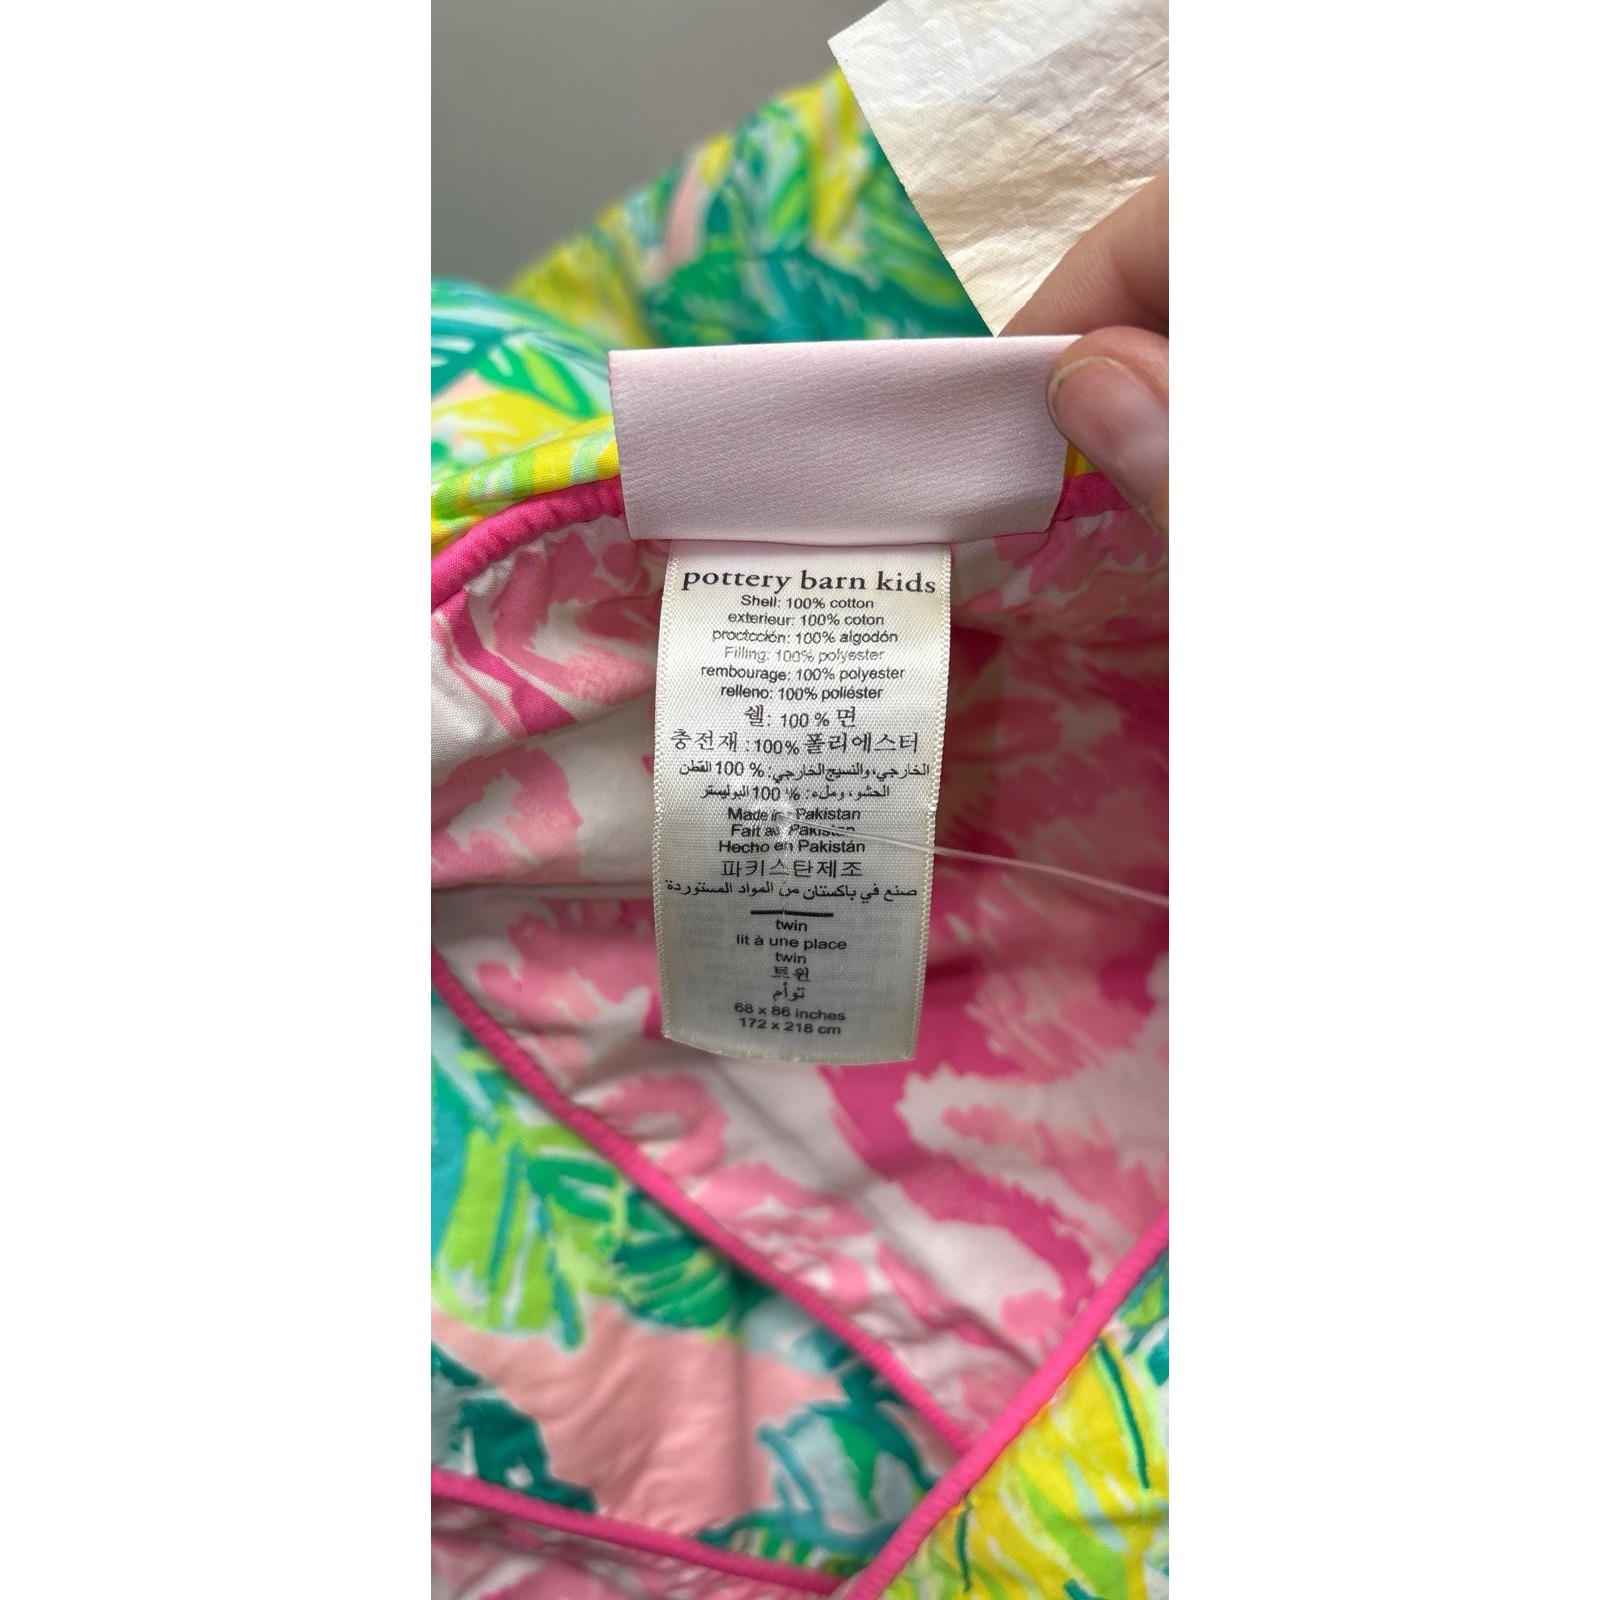 pottery barn kids
Shell: 100% cotton
exterieur: 100% coton
proctcción: 100% algodón
Filling: 100% polyester
rembourage: 100% polyester
relleno: 100% poliéster
쉘: 100 % 면
충전재 : 100% 폴리에스터
الخارجي، والنسيج الخارجي: % 100 القطن
الحشو، وملء: % 100 البوليستر
Made in Pakistan
Fait au Pakistan
Hecho en Pakistán
파키스탄제조
صنع في باكستان من المواد المستوردة
twin
lit à une place
twin
트윈
توأم
68 x 86 inches
172 x 218 cm